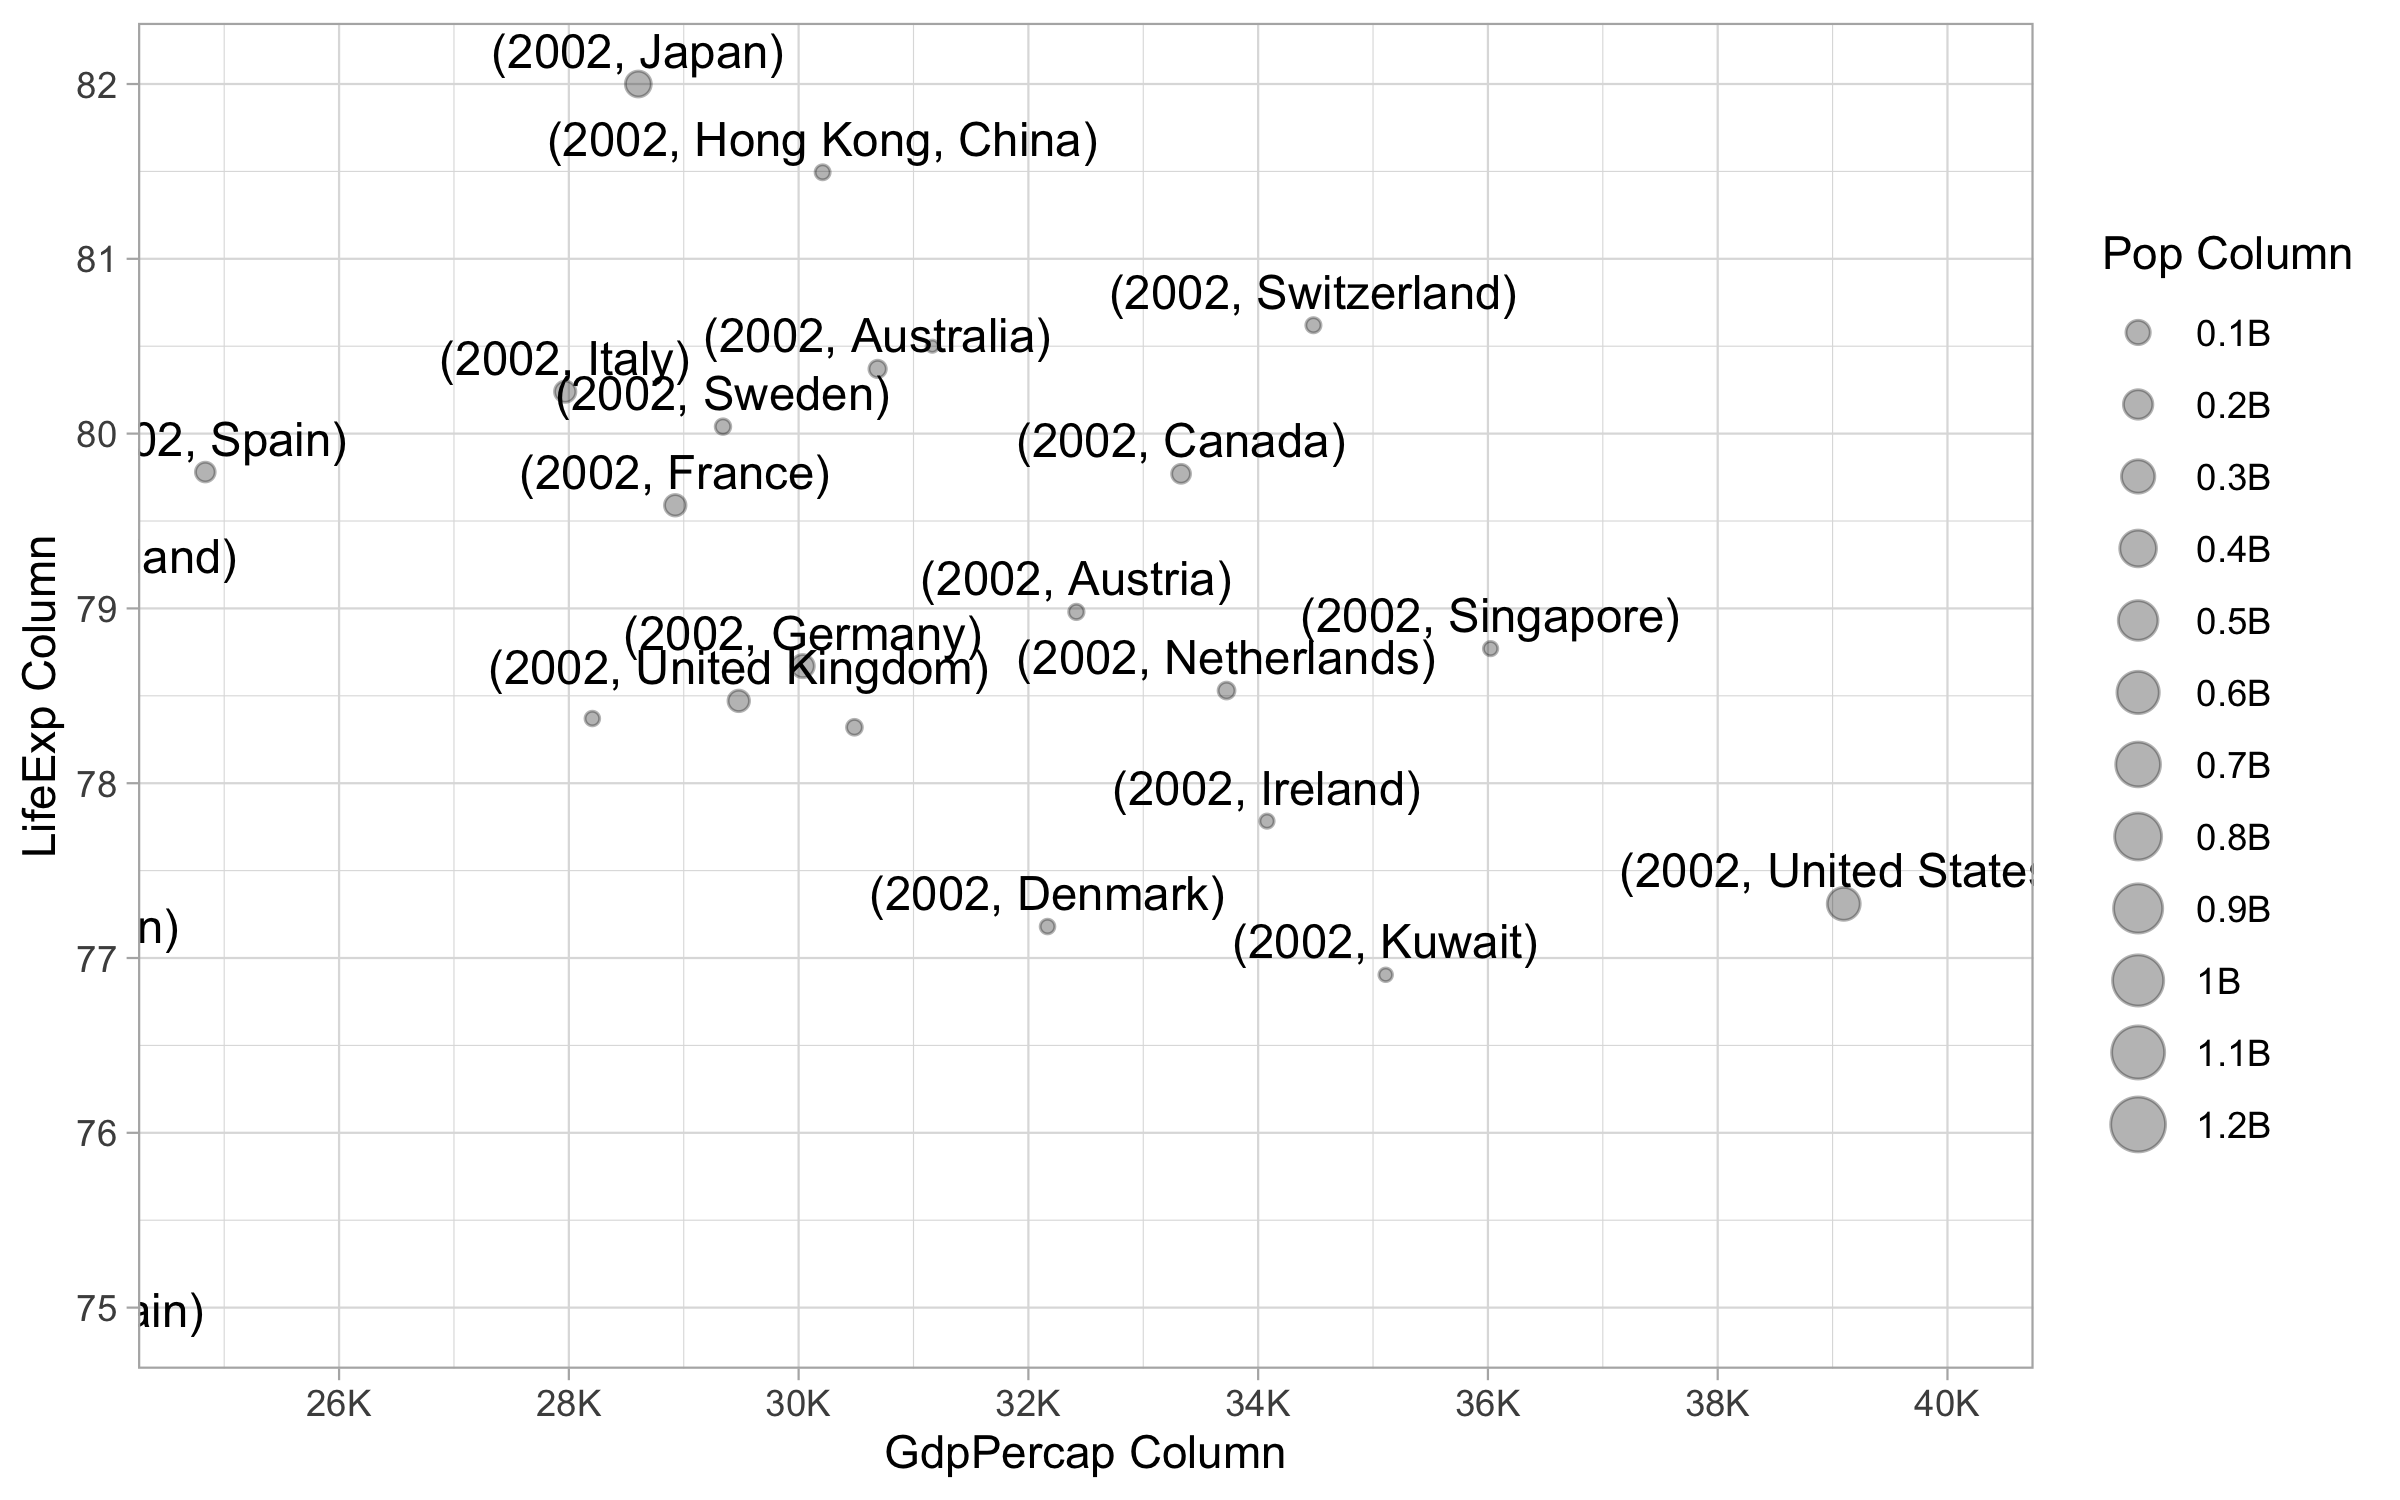 (2002, Japan)
82
(2002, Hong Kong, China)
81
(2002, Switzerland)
(2002, Australia)
(2002, Italy)
(2002, Sweden)
80
02, Spain)
(2002, Canada)
(2002, France)
and)
(2002, Austria)
79
(2002, Singapore)
(2002, Germany)
(2002, Netherlands)
(2002, United Kingdom)
78
(2002, Ireland)
(2002, United States
(2002, Denmark)
n)
(2002, Kuwait)
77
76
75
ain)
26K 28K 30K 32K 34K 36K 38K 40K
GdpPercap Column
LifeExp Column
Pop Column
0.1B
0.2B
0.3B
0.4B
0.5B
0.6B
0.7B
0.8B
0.9B
1B
1.1B
1.2B